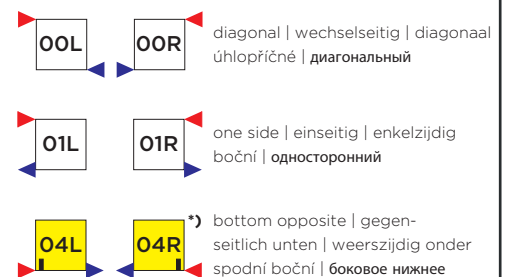 00L 00R diagonal | wechselseitig | diagonaal
úhlopříčné | диагональный
01L 01R one side | einseitig | enkelzijdig
boční | односторонний
04L 04R *) bottom opposite | gegen-
seitlich unten | weerszijdig onder
spodní boční | боковое нижнее